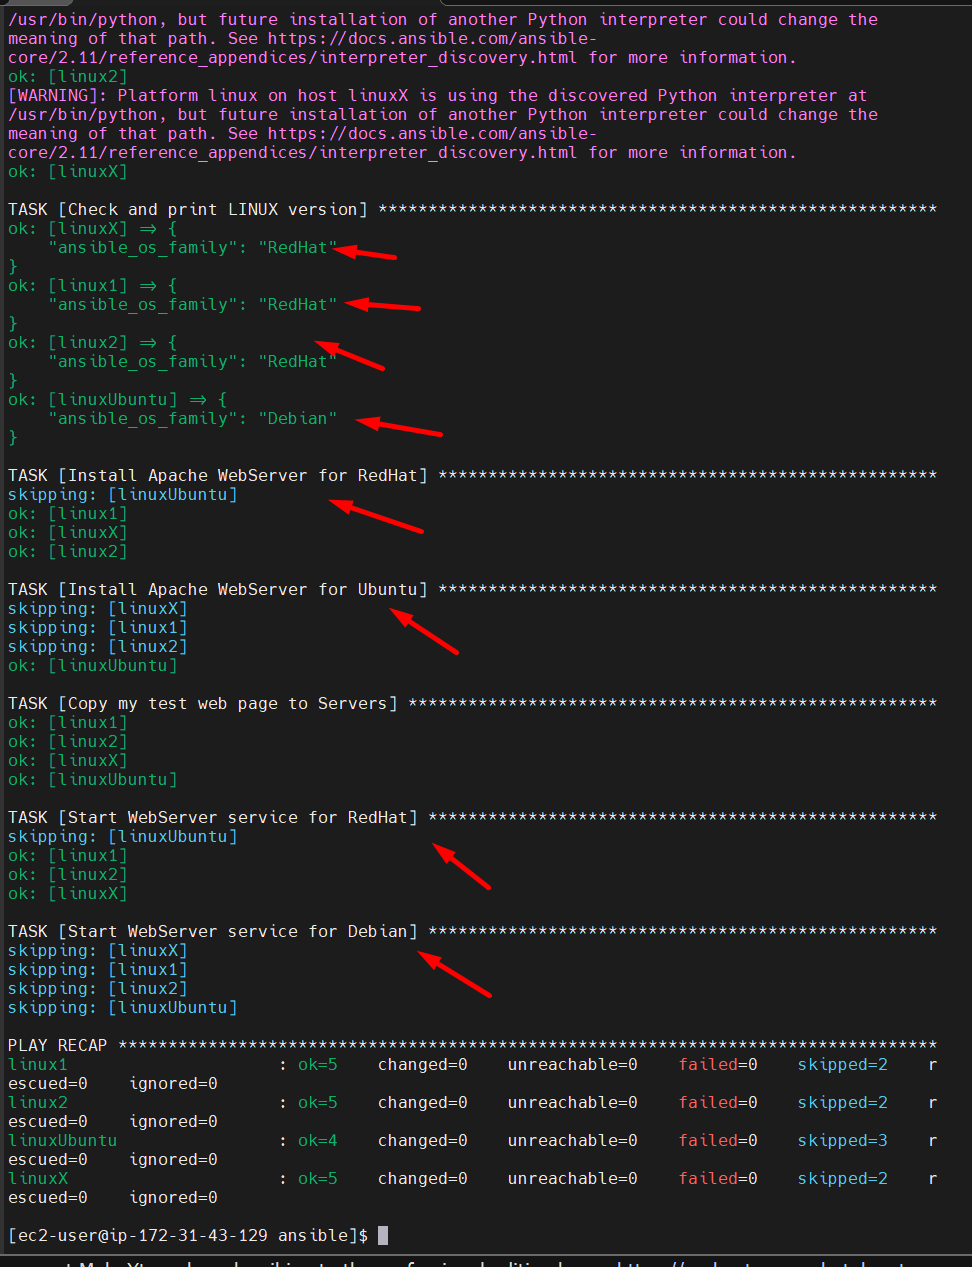 /usr/bin/python, but future installation of another Python interpreter could change the
meaning of that path. See https://docs.ansible.com/ansible-
core/2.11/reference_appendices/interpreter_discovery.html for more information.
ok: [linux2]
[WARNING]: Platform linux on host linuxX is using the discovered Python interpreter at
/usr/bin/python, but future installation of another Python interpreter could change the
meaning of that path. See https://docs.ansible.com/ansible-
core/2.11/reference_appendices/interpreter_discovery.html for more information.
ok: [linuxX]
TASK [Check and print LINUX version] ********************************************************
ok: [linuxX] => {
    "ansible_os_family": "RedHat"
}
ok: [linux1] => {
    "ansible_os_family": "RedHat"
}
ok: [linux2] => {
    "ansible_os_family": "RedHat"
}
ok: [linuxUbuntu] => {
    "ansible_os_family": "Debian"
}
TASK [Install Apache WebServer for RedHat] **************************************************
skipping: [linuxUbuntu]
ok: [linux1]
ok: [linuxX]
ok: [linux2]
TASK [Install Apache WebServer for Ubuntu] **************************************************
skipping: [linuxX]
skipping: [linux1]
skipping: [linux2]
ok: [linuxUbuntu]
TASK [Copy my test web page to Servers] *****************************************************
ok: [linux1]
ok: [linux2]
ok: [linuxX]
ok: [linuxUbuntu]
TASK [Start WebServer service for RedHat] ***************************************************
skipping: [linuxUbuntu]
ok: [linux1]
ok: [linux2]
ok: [linuxX]
TASK [Start WebServer service for Debian] ***************************************************
skipping: [linuxX]
skipping: [linux1]
skipping: [linux2]
skipping: [linuxUbuntu]
PLAY RECAP **********************************************************************************
linux1                     : ok=5    changed=0    unreachable=0    failed=0    skipped=2    r
escued=0    ignored=0
linux2                     : ok=5    changed=0    unreachable=0    failed=0    skipped=2    r
escued=0    ignored=0
linuxUbuntu                : ok=4    changed=0    unreachable=0    failed=0    skipped=3    r
escued=0    ignored=0
linuxX                     : ok=5    changed=0    unreachable=0    failed=0    skipped=2    r
escued=0    ignored=0
[ec2-user@ip-172-31-43-129 ansible]$